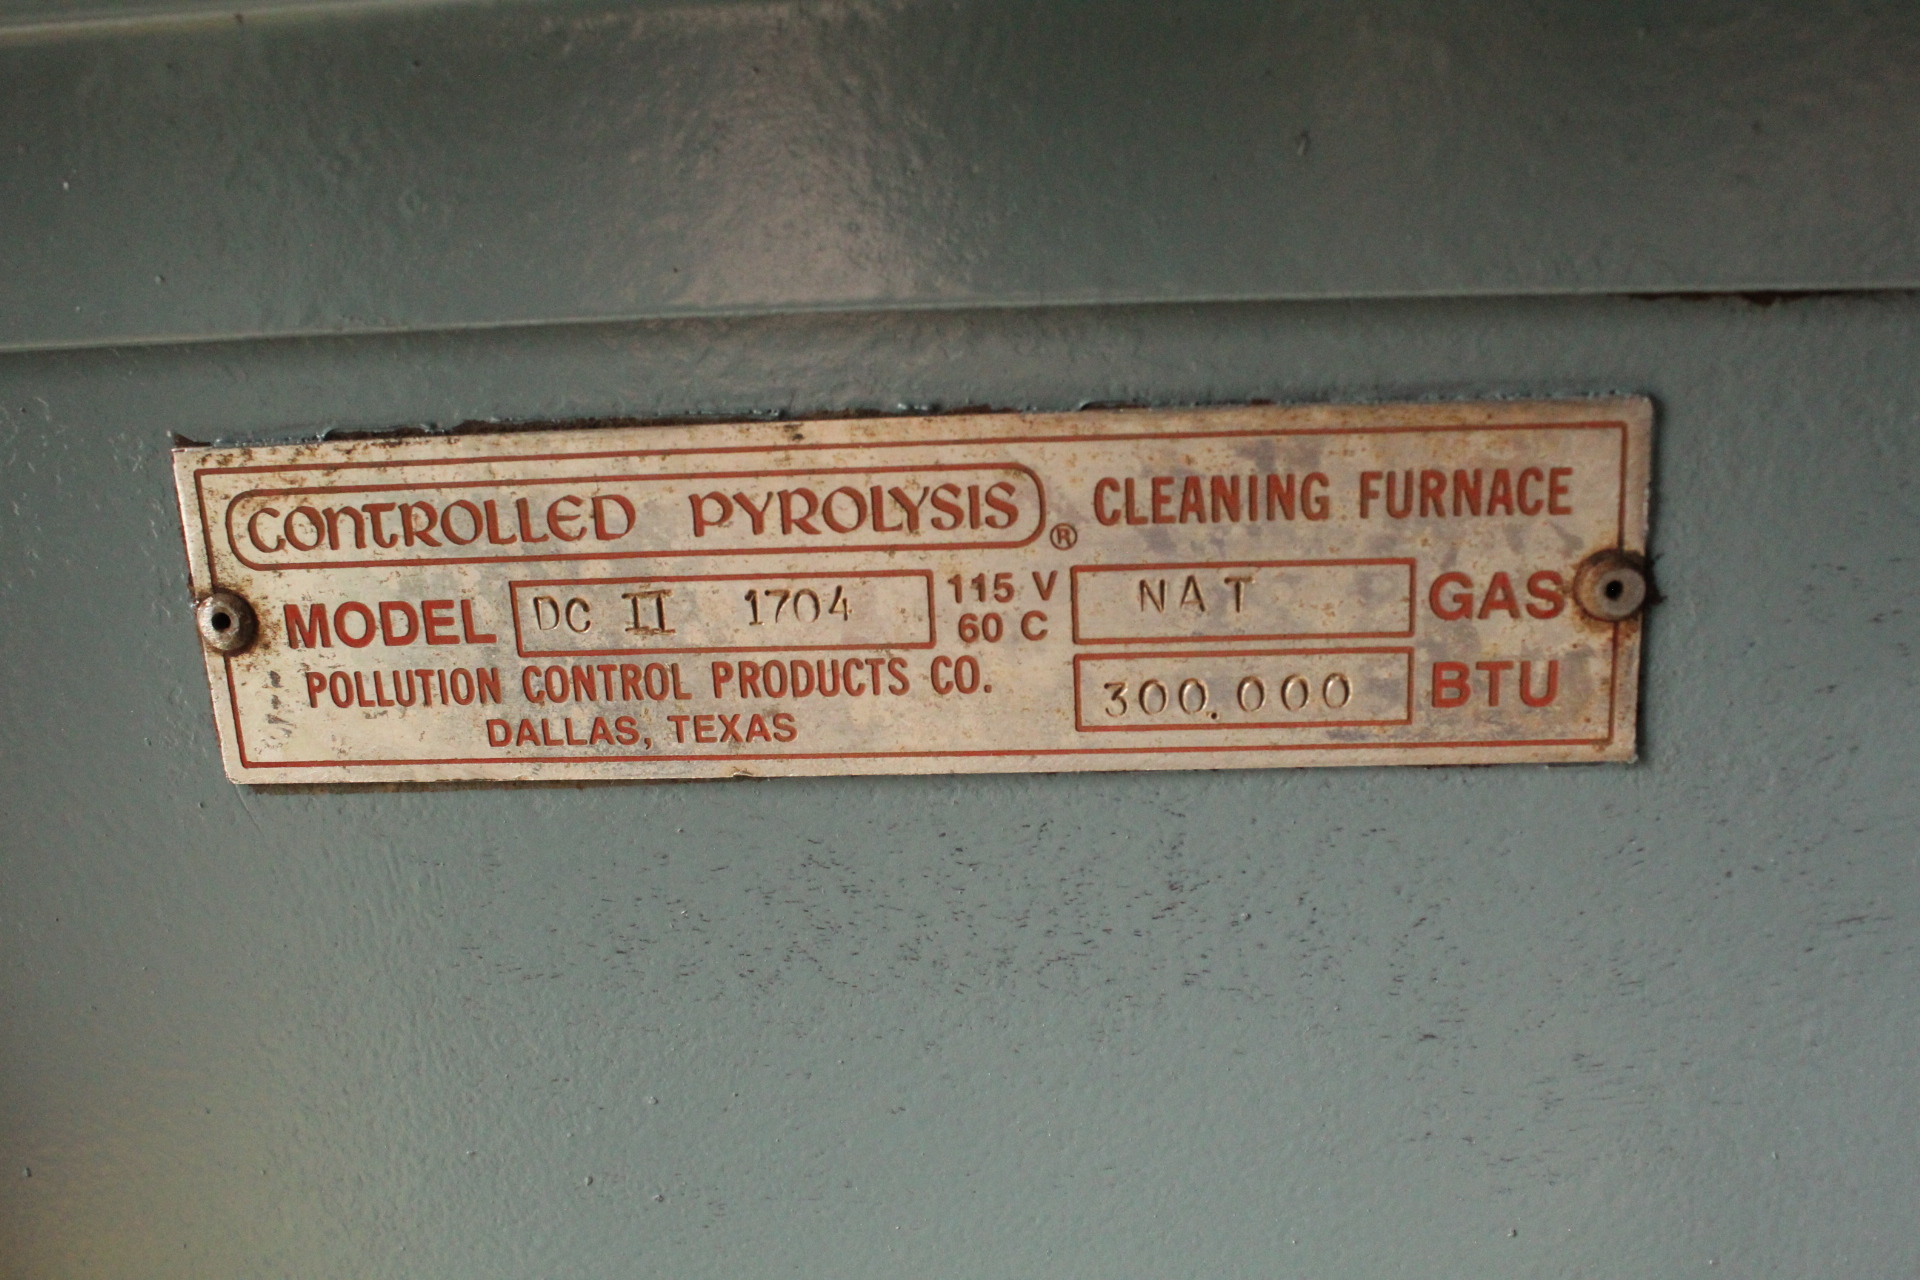 CONTROLLED PYROLYSIS ® CLEANING FURNACE
MODEL DC II 1704 115 V 60 C NAT GAS
POLLUTION CONTROL PRODUCTS CO. 300,000 BTU
DALLAS, TEXAS